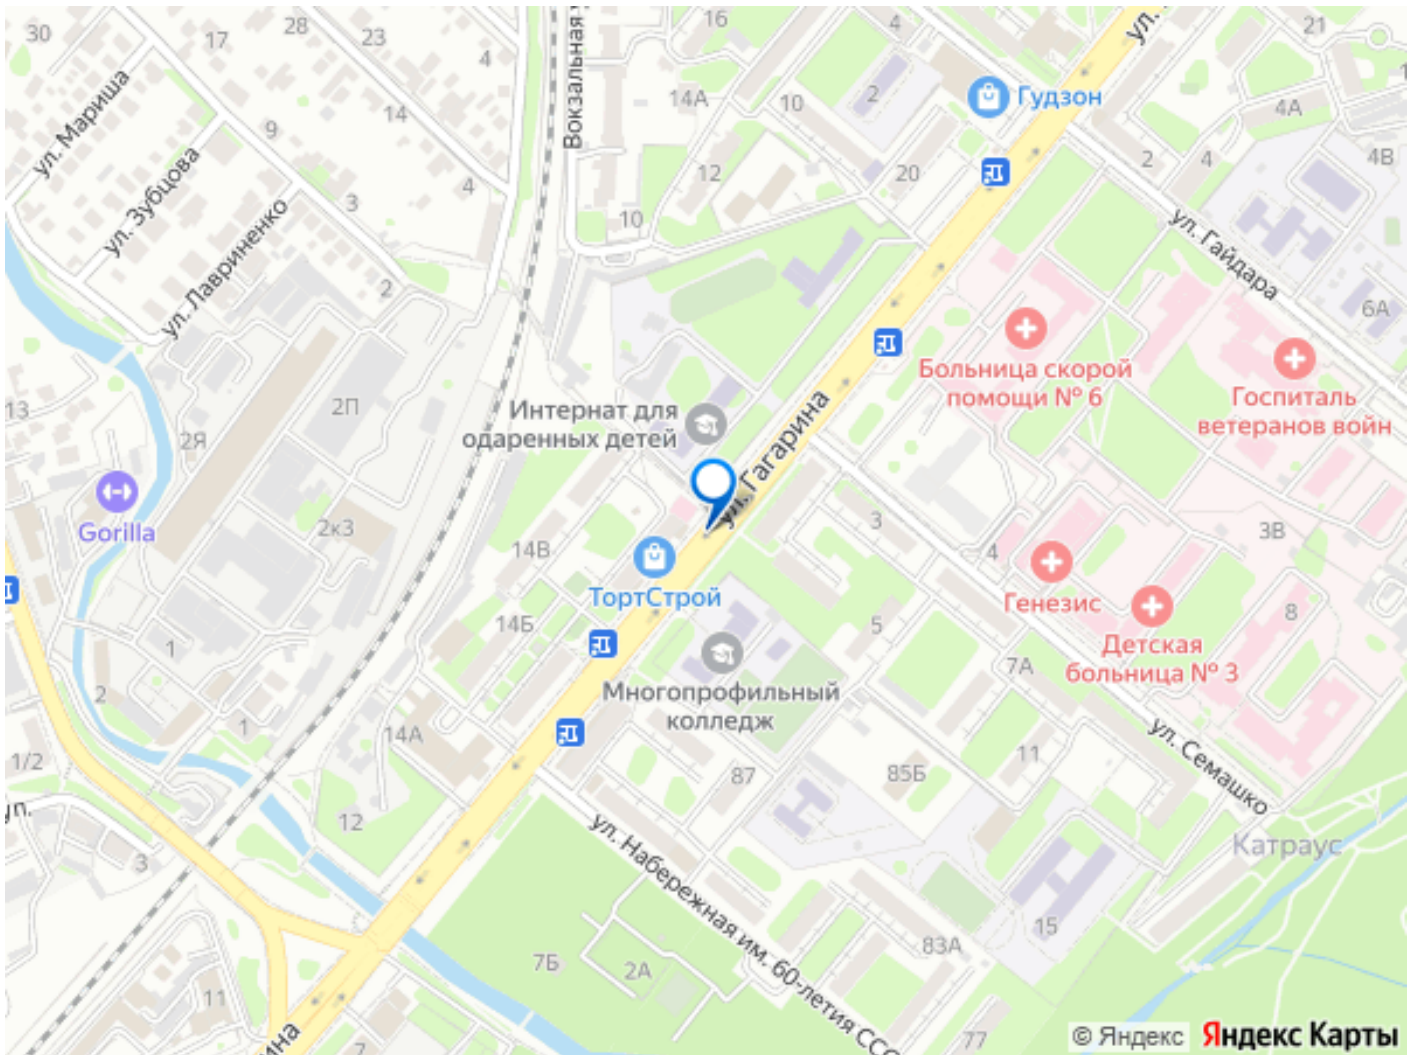 30
17
28
23
4
16
4
ул.
21
ул. Мариша
Вокзальная
14А
10
2
Гудзон
4А
9
14
ул. Зубцова
4
3
12
20
2
4
4В
10
ул. Лавриненко
2
ул. Гайдара
6А
Больница скорой
помощи № 6
Госпиталь
ветеранов войн
13
2П
2Я
Интернат для
одаренных детей
ул. Гагарина
Gorilla
2к3
14В
3
4
3В
ТортСтрой
Генезис
8
14Б
5
Детская
больница № 3
1
2
7А
Многопрофильный
колледж
1
14А
ул. Семашко
1/2
87
85Б
11
ул.
12
3
ул. Набережная им. 60-летия ССС
Катраус
15
83А
7Б
2А
11
77
7
ИНА
© Яндекс
Яндекс Карты